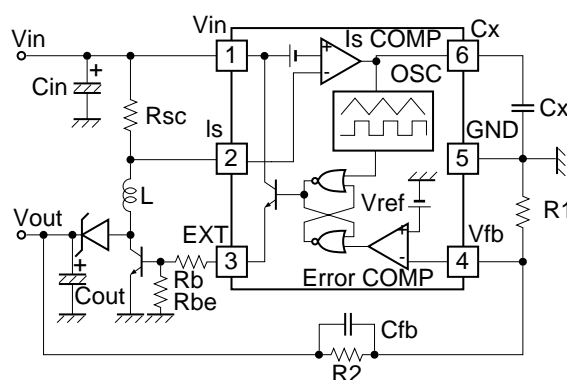 Vin
Is COMP
Cx
Vin
1
6
+
+
-
OSC
Cin
Rsc
Cx
Is
GND
2
5
L
R1
Vout
Vref
Vfb
EXT
+
-
3
4
+
Rb
Error COMP
Cout
Rbe
Cfb
R2